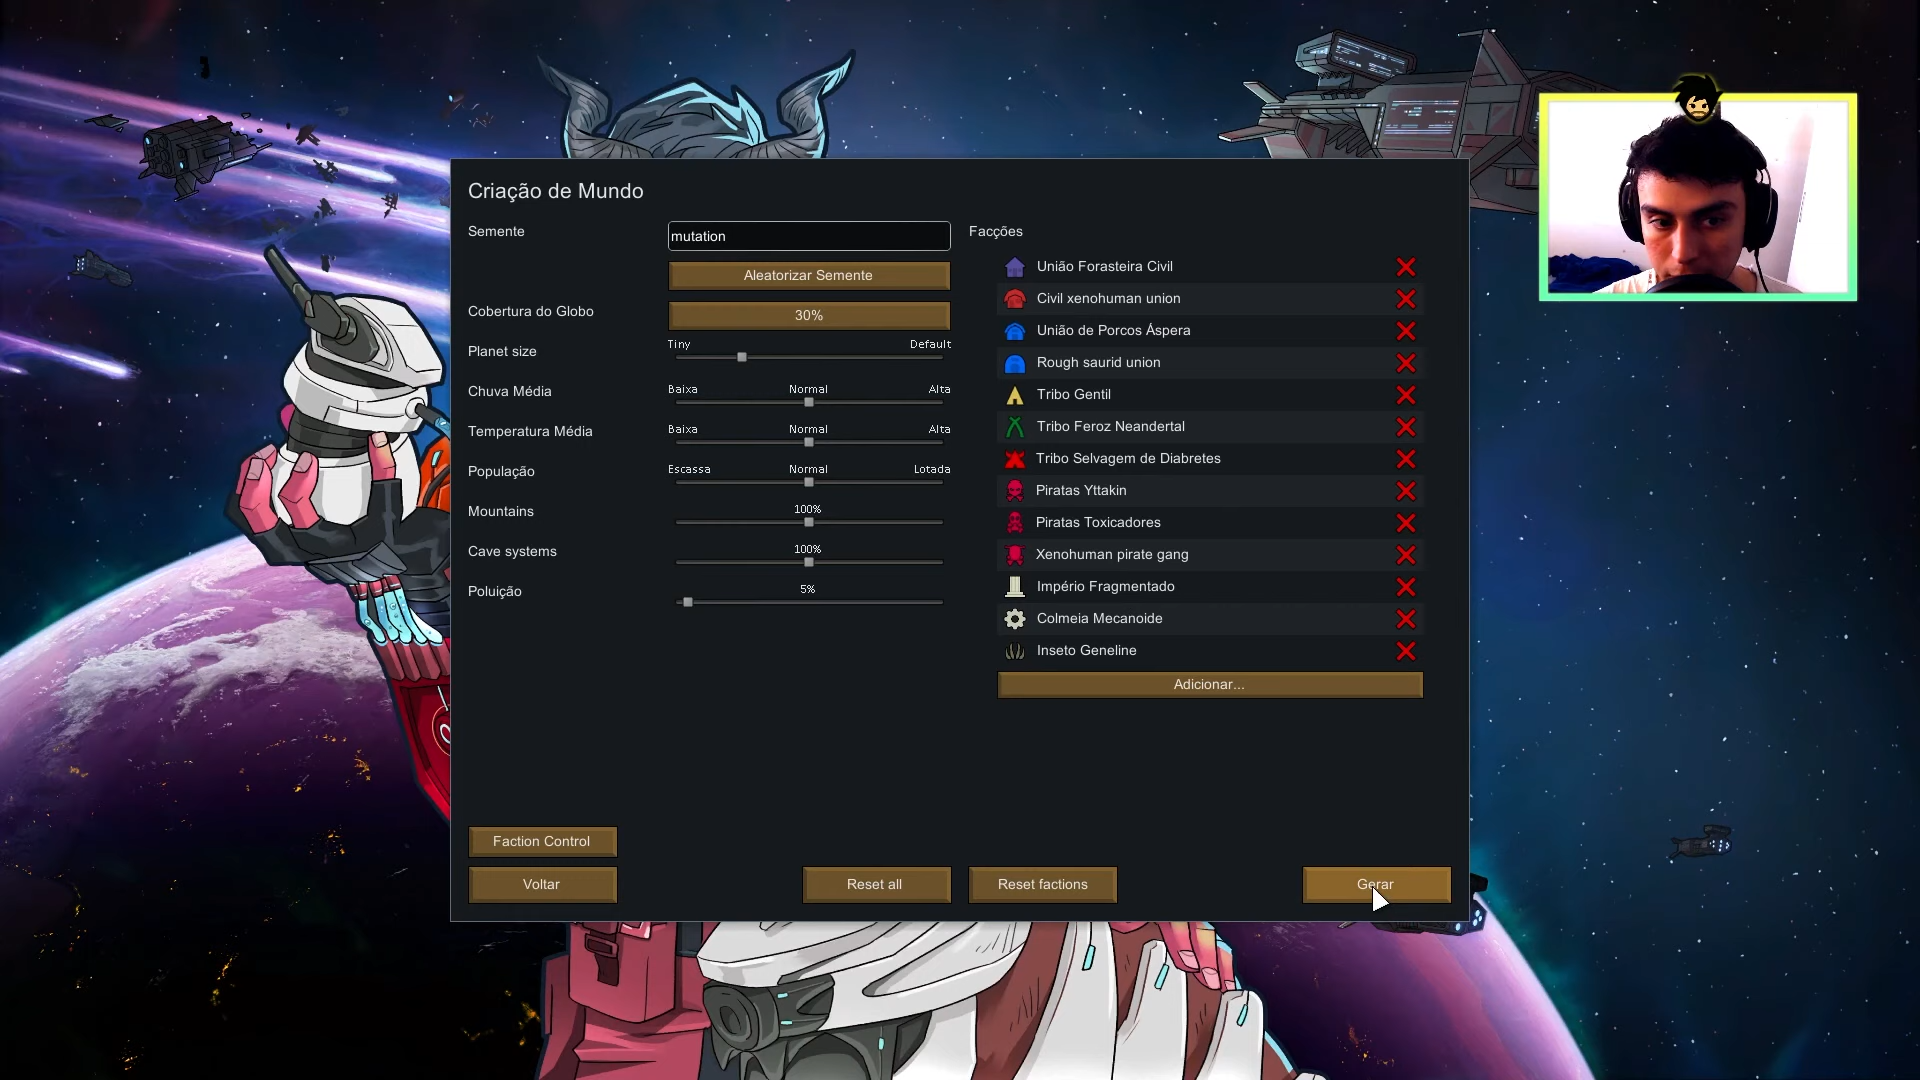 Criação de Mundo
Semente
mutation
Aleatorizar Semente
Cobertura do Globo
30%
Planet size
Tiny Default
Chuva Média
Baixa Normal Alta
Temperatura Média
Baixa Normal Alta
População
Escassa Normal Lotada
Mountains
100%
Cave systems
100%
Poluição
5%
Facções
União Forasteira Civil
Civil xenohuman union
União de Porcos Áspera
Rough saurid union
Tribo Gentil
Tribo Feroz Neandertal
Tribo Selvagem de Diabretes
Piratas Yttakin
Piratas Toxicadores
Xenohuman pirate gang
Império Fragmentado
Colmeia Mecanoide
Inseto Geneline
Adicionar...
Faction Control
Voltar
Reset all
Reset factions
Gerar